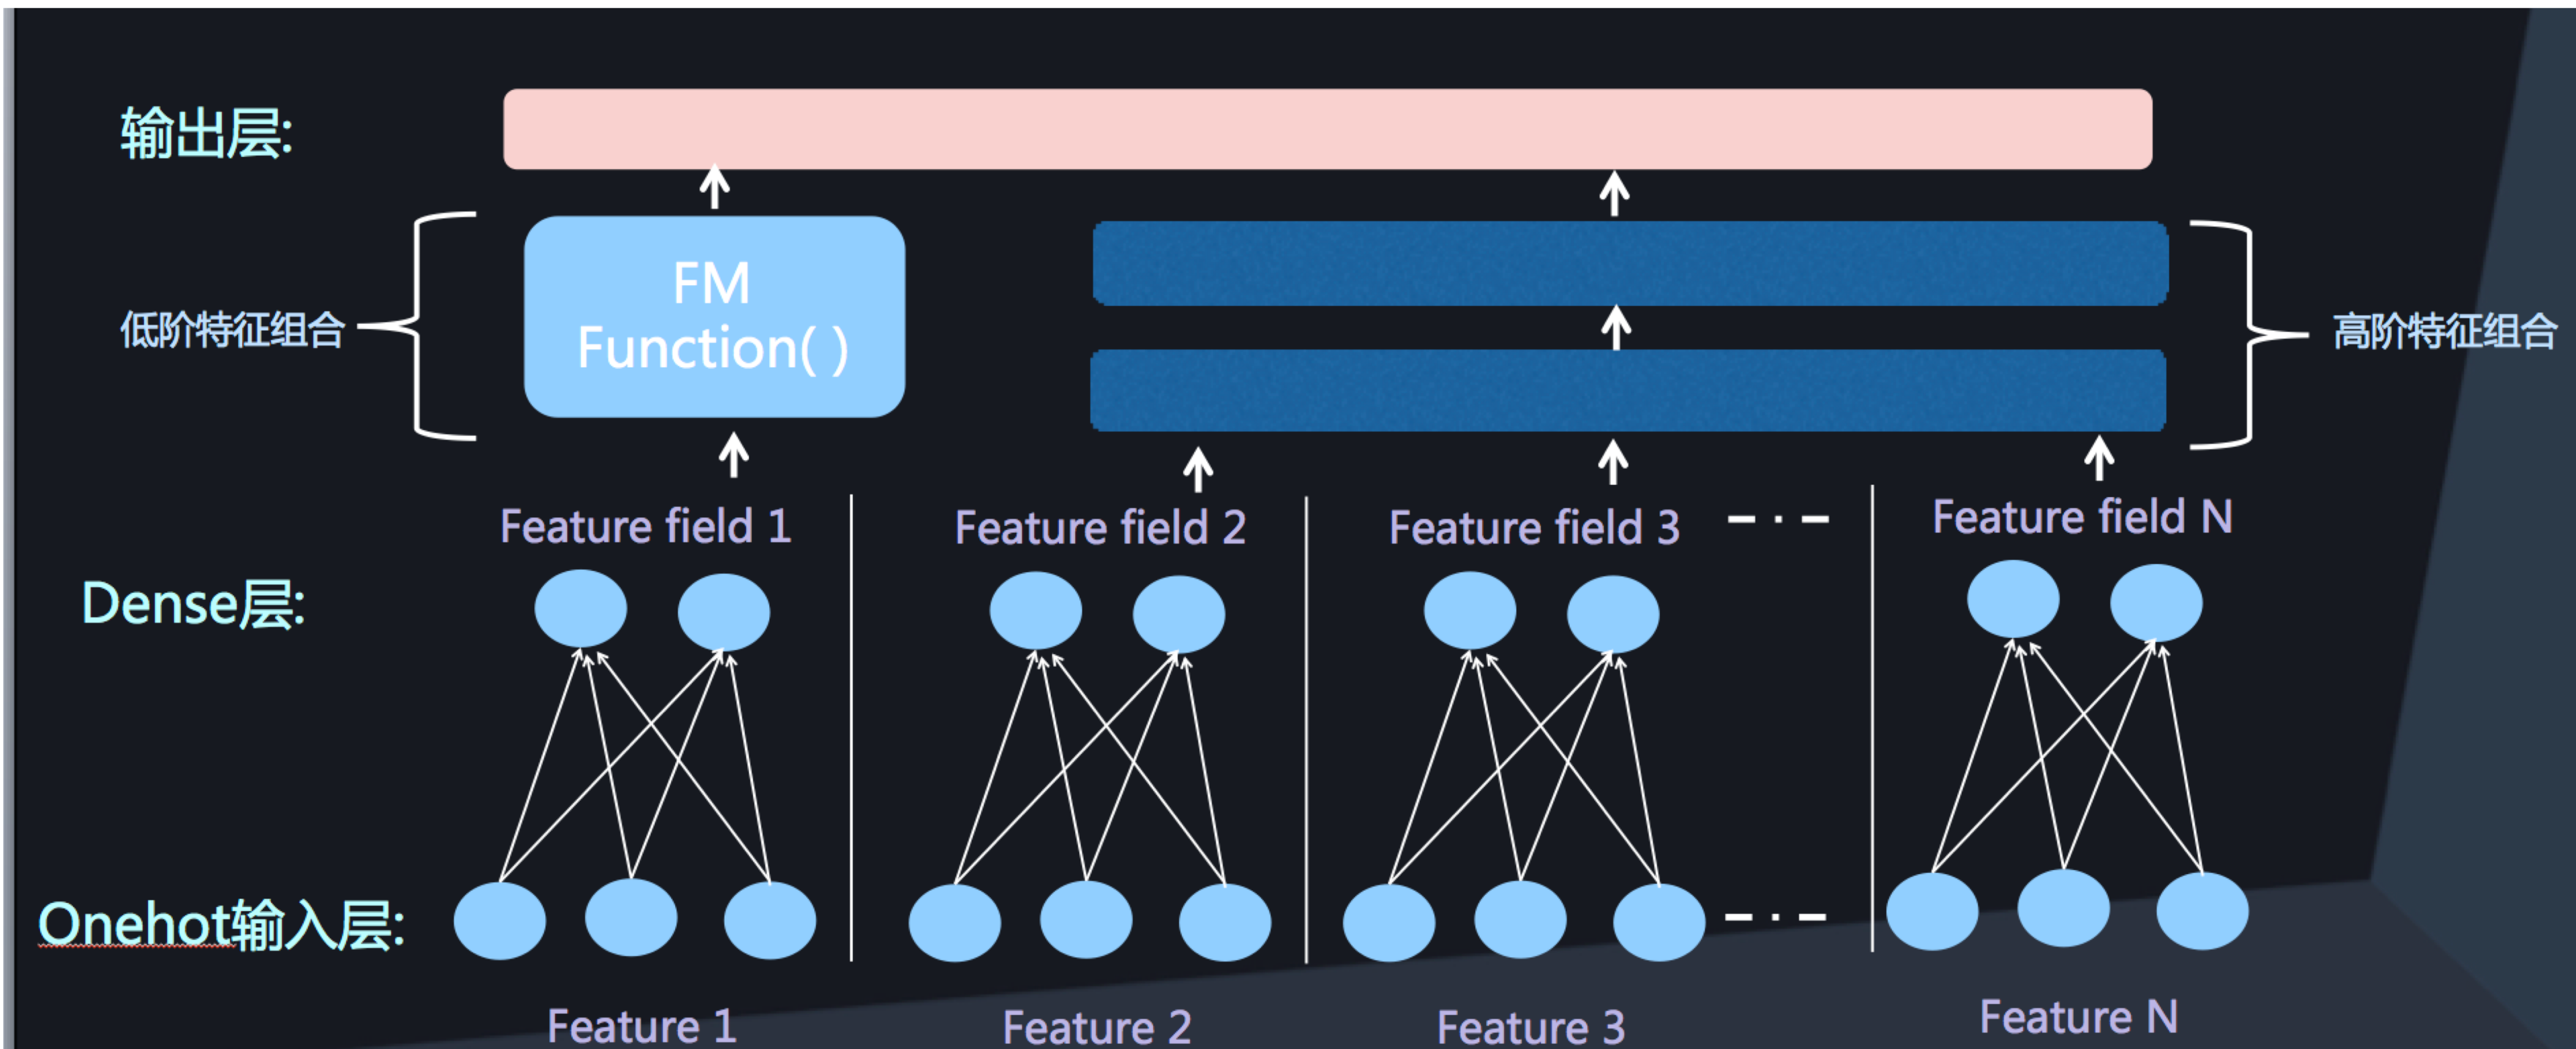 输出层:
FM
Function( )
低阶特征组合
高阶特征组合
Feature field 1
Feature field 2
Feature field 3
Feature field N
Dense层:
Onehot输入层:
Feature 1
Feature 2
Feature 3
Feature N